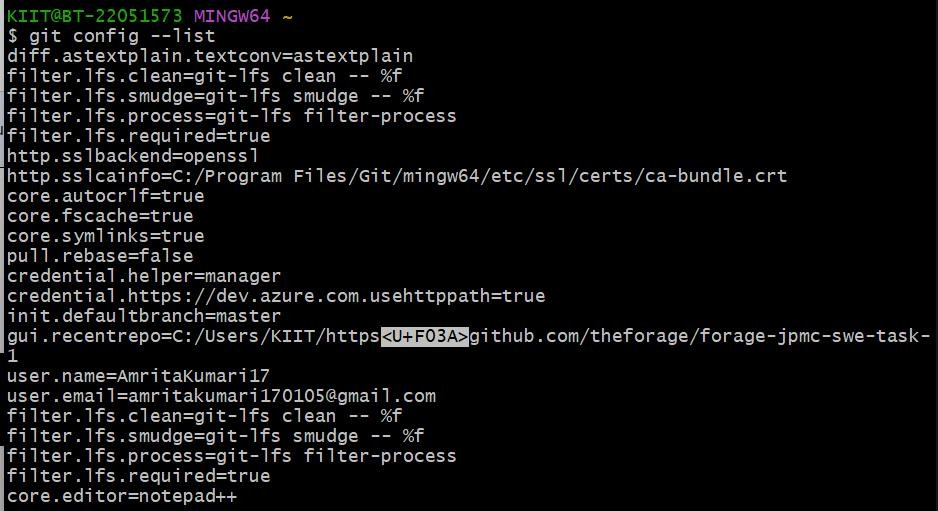 KIIT@BT-22051573 MINGW64 ~
$ git config --list
diff.astextplain.textconv=astextplain
filter.lfs.clean=git-lfs clean -- %f
filter.lfs.smudge=git-lfs smudge -- %f
filter.lfs.process=git-lfs filter-process
filter.lfs.required=true
http.sslbackend=openssl
http.sslcainfo=C:/Program Files/Git/mingw64/etc/ssl/certs/ca-bundle.crt
core.autocrlf=true
core.fscache=true
core.symlinks=true
pull.rebase=false
credential.helper=manager
credential.https://dev.azure.com.usehttppath=true
init.defaultbranch=master
gui.recentrepo=C:/Users/KIIT/https<U+F03A>github.com/theforage/forage-jpmc-swe-task-
1
user.name=AmritaKumari17
user.email=amritakumari170105@gmail.com
filter.lfs.clean=git-lfs clean -- %f
filter.lfs.smudge=git-lfs smudge -- %f
filter.lfs.process=git-lfs filter-process
filter.lfs.required=true
core.editor=notepad++